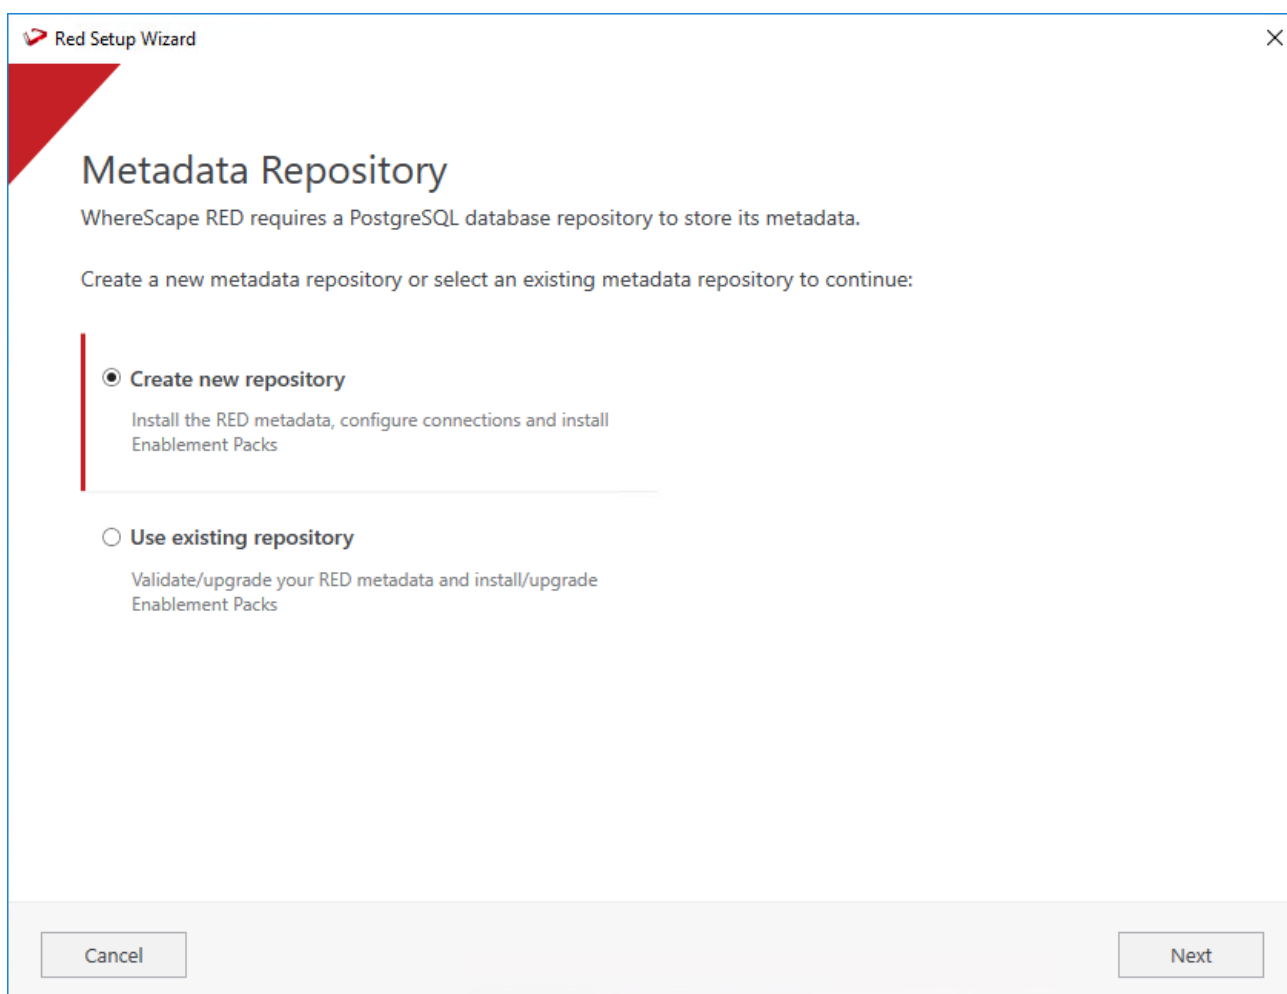 Red Setup Wizard
Metadata Repository
WhereScape RED requires a PostgreSQL database repository to store its metadata.
Create a new metadata repository or select an existing metadata repository to continue:
Create new repository
Install the RED metadata, configure connections and install
Enablement Packs
Use existing repository
Validate/upgrade your RED metadata and install/upgrade
Enablement Packs
Cancel
Next